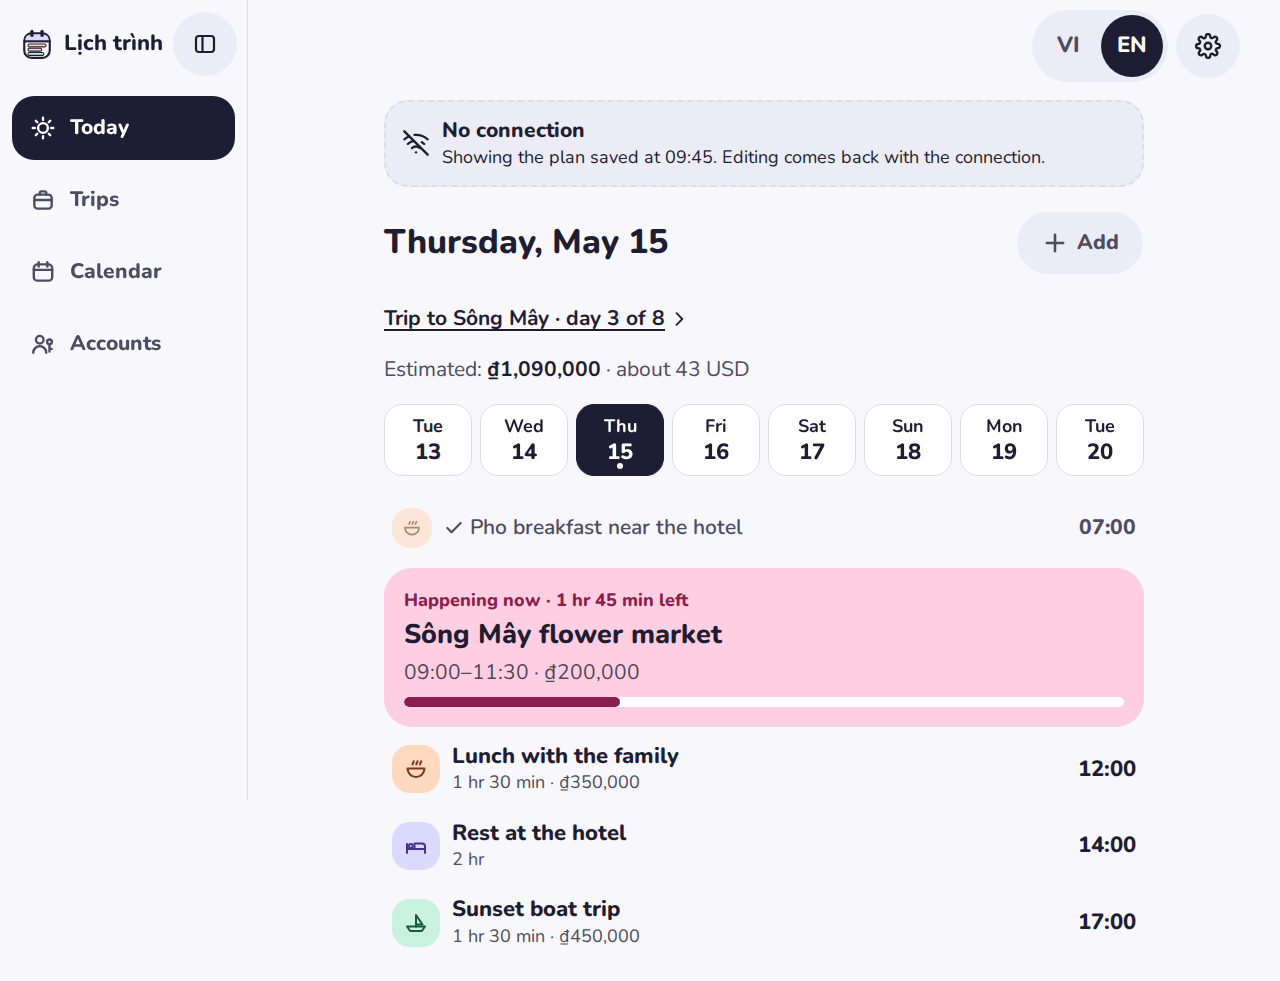 Lịch trình
VI
EN
Today
Trips
Calendar
Accounts
No connection
Showing the plan saved at 09:45. Editing comes back with the connection.
Thursday, May 15
Add
Trip to Sông Mây · day 3 of 8
Estimated: ₫1,090,000 · about 43 USD
Tue
13
Wed
14
Thu
15
Fri
16
Sat
17
Sun
18
Mon
19
Tue
20
Pho breakfast near the hotel
07:00
Happening now · 1 hr 45 min left
Sông Mây flower market
09:00–11:30 · ₫200,000
Lunch with the family
1 hr 30 min · ₫350,000
12:00
Rest at the hotel
2 hr
14:00
Sunset boat trip
1 hr 30 min · ₫450,000
17:00